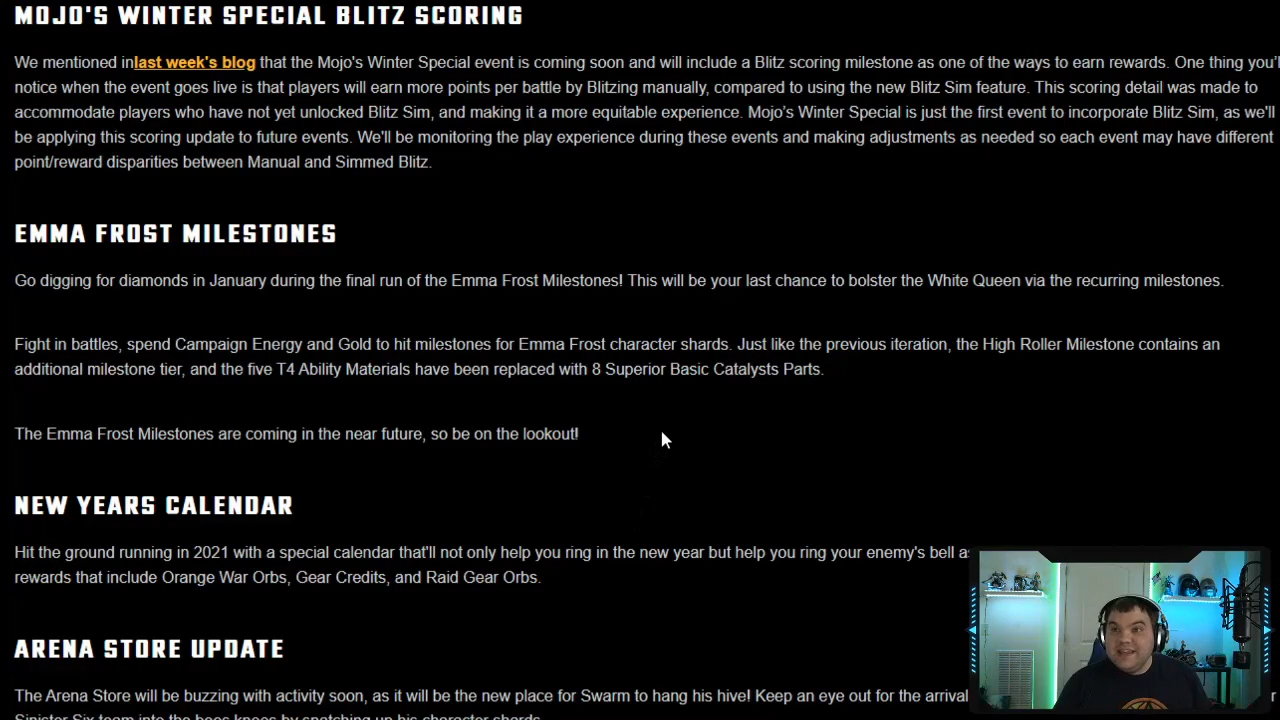 MOJO'S WINTER SPECIAL BLITZ SCORING
We mentioned inlast week's blog that the Mojo's Winter Special event is coming soon and will include a Blitz scoring milestone as one of the ways to earn rewards. One thing you'l
notice when the event goes live is that players will earn more points per battle by Blitzing manually, compared to using the new Blitz Sim feature. This scoring detail was made to
accommodate players who have not yet unlocked Blitz Sim, and making it a more equitable experience. Mojo's Winter Special is just the first event to incorporate Blitz Sim, as we'll
be applying this scoring update to future events. We'll be monitoring the play experience during these events and making adjustments as needed so each event may have different
point/reward disparities between Manual and Simmed Blitz.
EMMA FROST MILESTONES
Go digging for diamonds in January during the final run of the Emma Frost Milestones! This will be your last chance to bolster the White Queen via the recurring milestones.
Fight in battles, spend Campaign Energy and Gold to hit milestones for Emma Frost character shards. Just like the previous iteration, the High Roller Milestone contains an
additional milestone tier, and the five T4 Ability Materials have been replaced with 8 Superior Basic Catalysts Parts.
The Emma Frost Milestones are coming in the near future, so be on the lookout!
NEW YEARS CALENDAR
Hit the ground running in 2021 with a special calendar that'll not only help you ring in the new year but help you ring your enemy's bell
rewards that include Orange War Orbs, Gear Credits, and Raid Gear Orbs.
ARENA STORE UPDATE
The Arena Store will be buzzing with activity soon, as it will be the new place for Swarm to hang his hive! Keep an eye out for the arrival
Sinister Six team into the bees knees by snatching up his character shards.